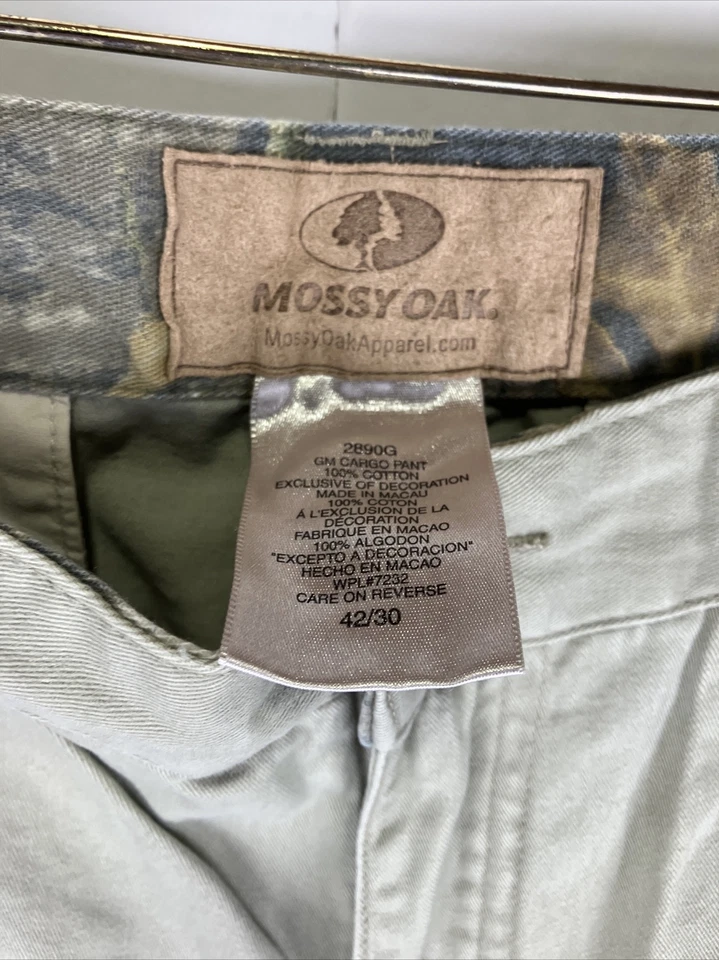 MOSSY OAK.
MossyOakApparel.com
2890G
GM CARGO PANT
100% COTTON
EXCLUSIVE OF DECORATION
MADE IN MACAU
100% COTON
Á L'EXCLUSION DE LA
DÉCORATION
FABRIQUE EN MACAO
100% ALGODON
"EXCEPTO A DECORACION"
HECHO EN MACAO
WPL#7232
CARE ON REVERSE
42/30